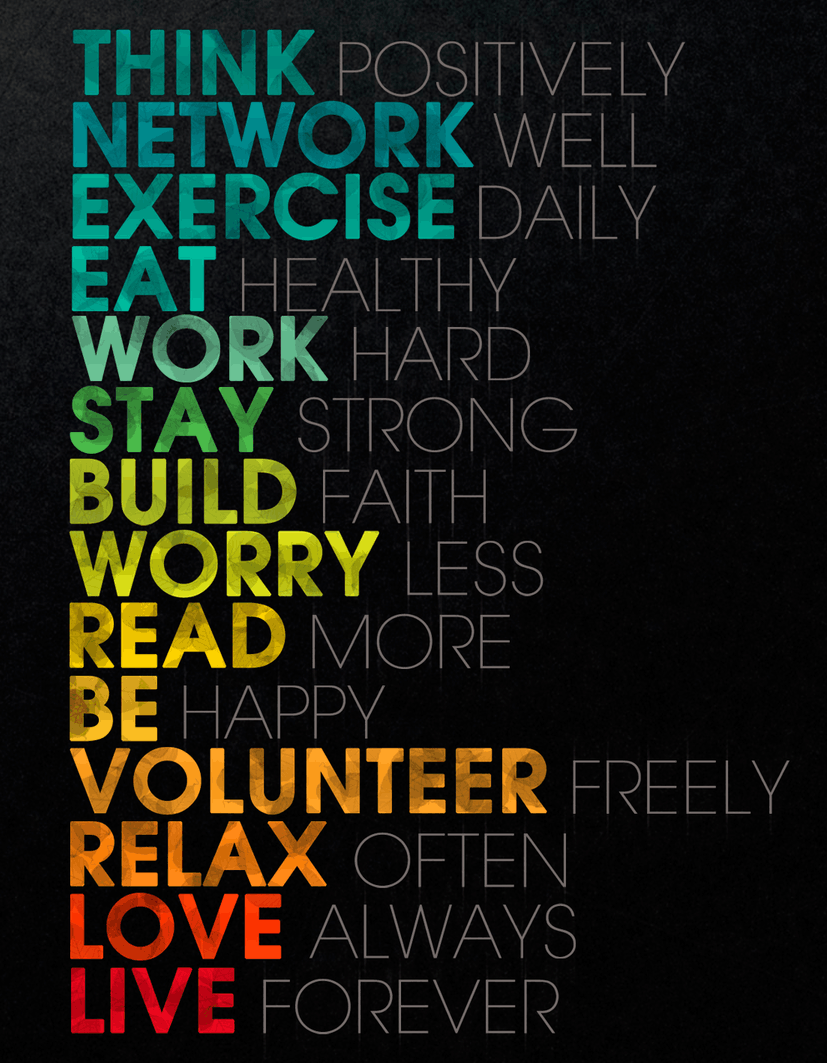 THINK POSITIVELY
NETWORK WELL
EXERCISE DAILY
EAT HEALTHY
WORK HARD
STAY STRONG
BUILD FAITH
WORRY LESS
READ MORE
BE HAPPY
VOLUNTEER FREELY
RELAX OFTEN
LOVE ALWAYS
LIVE FOREVER